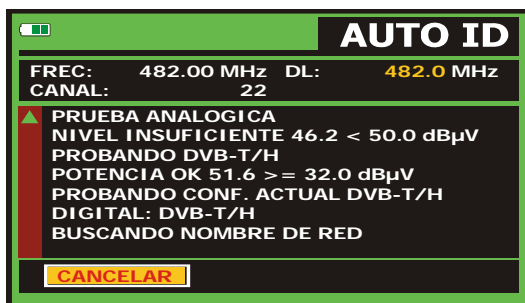 AUTO ID
FREC: 482.00 MHz DL: 482.0 MHz
CANAL: 22
PRUEBA ANALOGICA
NIVEL INSUFICIENTE 46.2 < 50.0 dBµV
PROBANDO DVB-T/H
POTENCIA OK 51.6 >= 32.0 dBµV
PROBANDO CONF. ACTUAL DVB-T/H
DIGITAL: DVB-T/H
BUSCANDO NOMBRE DE RED
CANCELAR